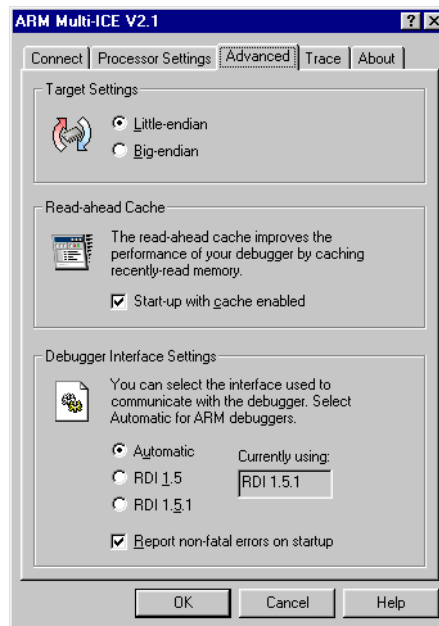 ARM Multi-ICE V2.1
Connect Processor Settings Advanced Trace About
Target Settings
Little-endian
Big-endian
Read-ahead Cache
The read-ahead cache improves the
performance of your debugger by caching
recently-read memory.
Start-up with cache enabled
Debugger Interface Settings
You can select the interface used to
communicate with the debugger. Select
Automatic for ARM debuggers.
Automatic
Currently using:
RDI 1.5
RDI 1.5.1
RDI 1.5.1
Report non-fatal errors on startup
OK Cancel Help